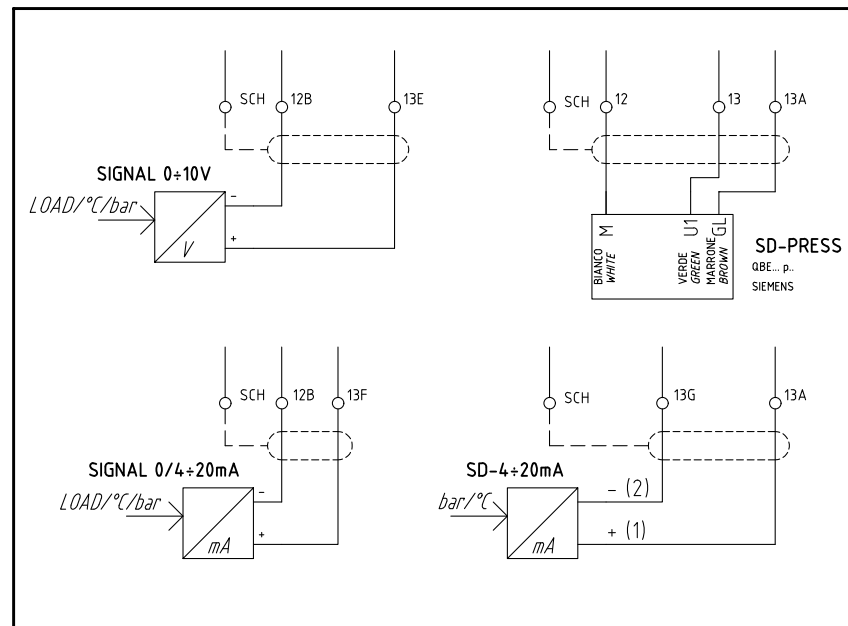 SCH 12B 13E
SIGNAL 0÷10V
LOAD/°C/bar
-
+
V
SCH 12 13 13A
M U1 GL
BIANCO
WHITE
VERDE
GREEN
MARRONE
BROWN
SD-PRESS
QBE... p..
SIEMENS
SCH 12B 13F
SIGNAL 0/4÷20mA
LOAD/°C/bar
-
+
mA
SCH 13G 13A
SD-4÷20mA
bar/°C
- (2)
+ (1)
mA